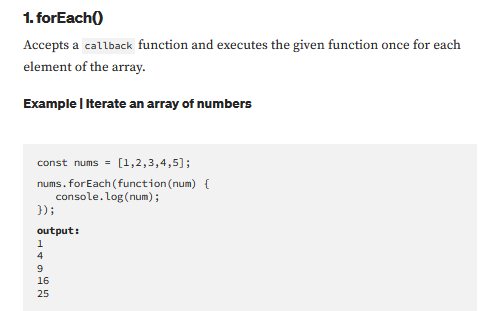 1. forEach()
Accepts a callback function and executes the given function once for each
element of the array.
Example | Iterate an array of numbers
const nums = [1,2,3,4,5];
nums.forEach(function(num) {
   console.log(num);
});
output:
1
4
9
16
25